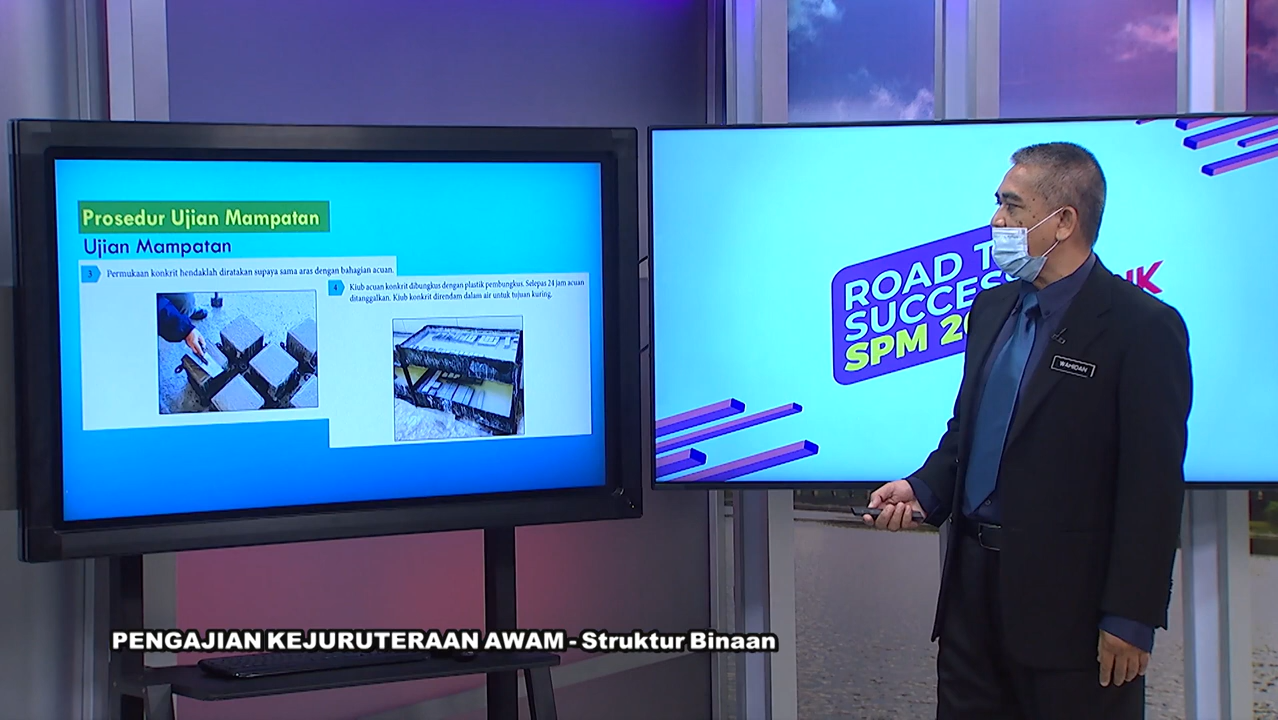 Prosedur Ujian Mampatan
Ujian Mampatan
3 Permukaan konkrit hendaklah diratakan supaya sama aras dengan bahagian acuan.
4 Kiub acuan konkrit dibungkus dengan plastik pembungkus. Selepas 24 jam acuan
ditanggalkan. Kiub konkrit direndam dalam air untuk tujuan kuring.
ROAD
SUCCESS
SPM
WAHIDAN
PENGAJIAN KEJURUTERAAN AWAM - Struktur Binaan